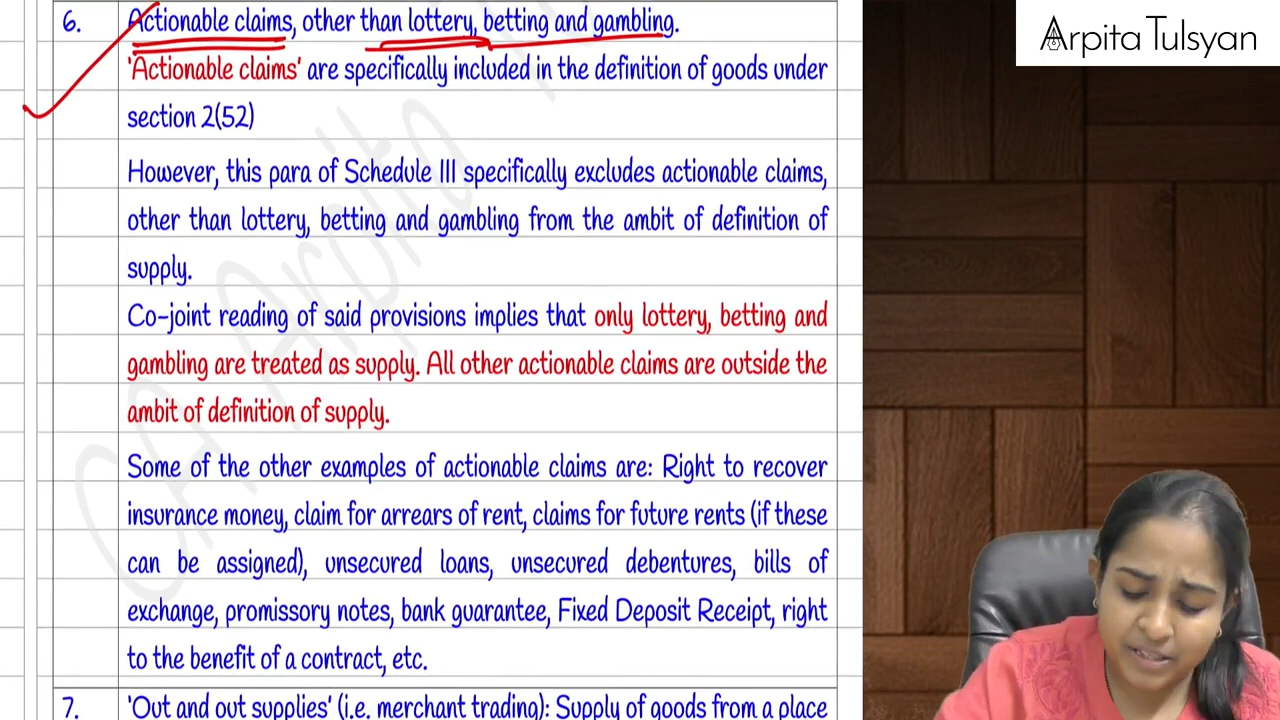 Arpita Tulsyan
6. Actionable claims, other than lottery, betting and gambling.
'Actionable claims' are specifically included in the definition of goods under
section 2(52)
However, this para of Schedule III specifically excludes actionable claims,
other than lottery, betting and gambling from the ambit of definition of
supply.
Co-joint reading of said provisions implies that only lottery, betting and
gambling are treated as supply. All other actionable claims are outside the
ambit of definition of supply.
Some of the other examples of actionable claims are: Right to recover
insurance money, claim for arrears of rent, claims for future rents (if these
can be assigned), unsecured loans, unsecured debentures, bills of
exchange, promissory notes, bank guarantee, Fixed Deposit Receipt, right
to the benefit of a contract, etc.
7. 'Out and out supplies' (i.e. merchant trading): Supply of goods from a place
CA Arpita